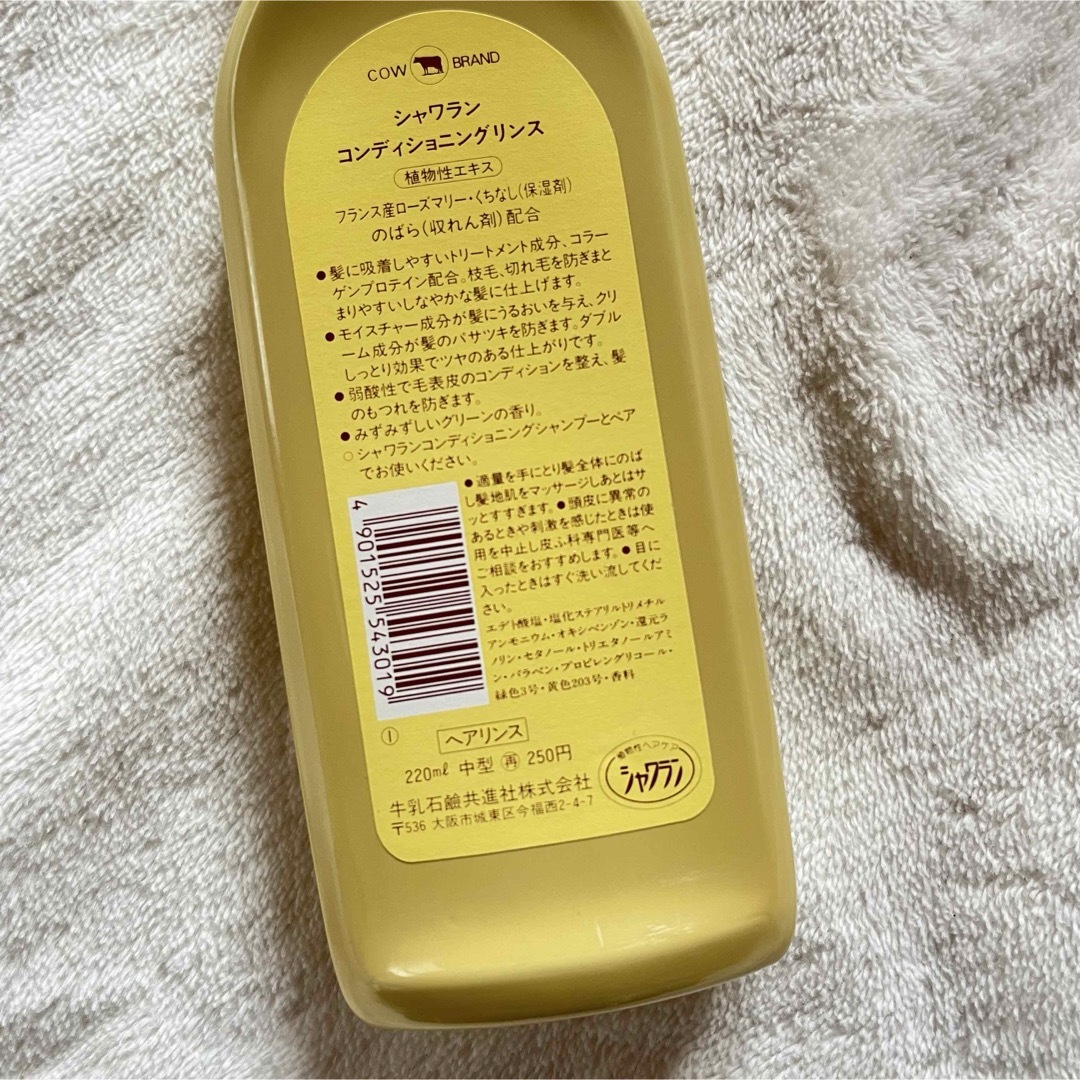 COW BRAND
シャワラン
コンディショニングリンス
植物性エキス
フランス産ローズマリー・くちなし(保湿剤)
のばら(収れん剤)配合
●髪に吸着しやすいトリートメント成分、コラー
ゲンプロテイン配合。枝毛、切れ毛を防ぎまと
まりやすいしなやかな髪に仕上げます。
●モイスチャー成分が髪にうるおいを与え、クリ
ーム成分が髪のパサツキを防ぎます。ダブル
しっとり効果でツヤのある仕上がりです。
●弱酸性で毛表皮のコンディションを整え、髪
のもつれを防ぎます。
●みずみずしいグリーンの香り。
○シャワランコンディショニングシャンプーとペア
でお使いください。
●適量を手にとり髪全体にのば
し髪地肌をマッサージしあとはサ
ッとすすぎます。●頭皮に異常の
あるときや刺激を感じたときは使
用を中止し皮ふ科専門医等へ
ご相談をおすすめします。●目に
入ったときはすぐ洗い流してくだ
さい。
エデト酸塩・塩化ステアリルトリメチル
アンモニウム・オキシベンゾン・還元ラ
ノリン・セタノール・トリエタノールアミ
ン・パラベン・プロピレングリコール・
緑色3号・黄色203号・香料
4 901525 543019
① ヘアリンス
220ml 中型 再 250円
植物性ヘアケア
シャワラン
牛乳石鹼共進社株式会社
〒536 大阪市城東区今福西2-4-7